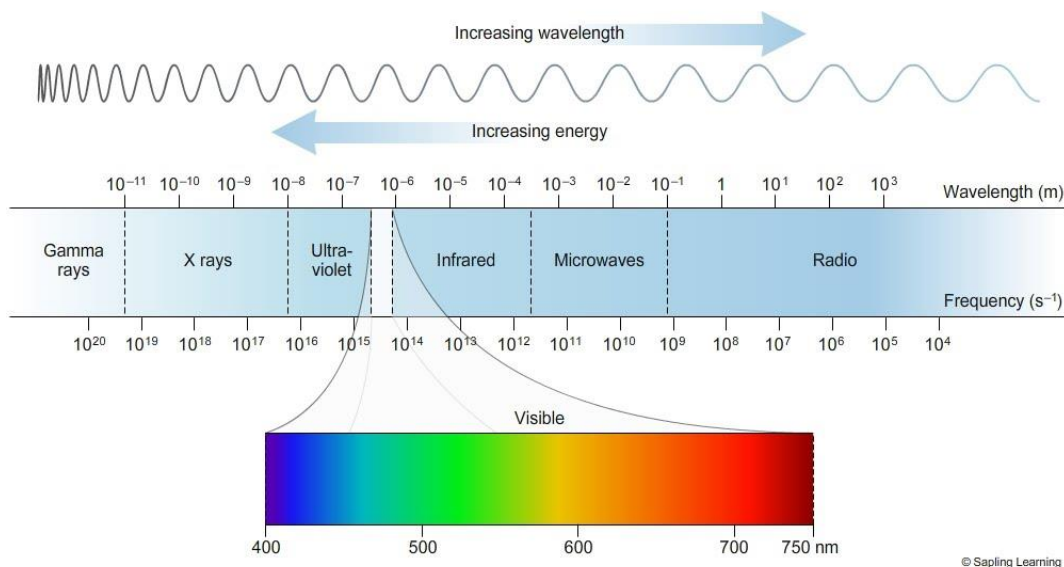 Increasing wavelength
Increasing energy
10⁻¹¹ 10⁻¹⁰ 10⁻⁹ 10⁻⁸ 10⁻⁷ 10⁻⁶ 10⁻⁵ 10⁻⁴ 10⁻³ 10⁻² 10⁻¹ 1 10¹ 10² 10³ Wavelength (m)
Gamma
rays
X rays
Ultra-
violet
Infrared
Microwaves
Radio
Frequency (s⁻¹)
10²⁰ 10¹⁹ 10¹⁸ 10¹⁷ 10¹⁶ 10¹⁵ 10¹⁴ 10¹³ 10¹² 10¹¹ 10¹⁰ 10⁹ 10⁸ 10⁷ 10⁶ 10⁵ 10⁴
Visible
400 500 600 700 750 nm
© Sapling Learning